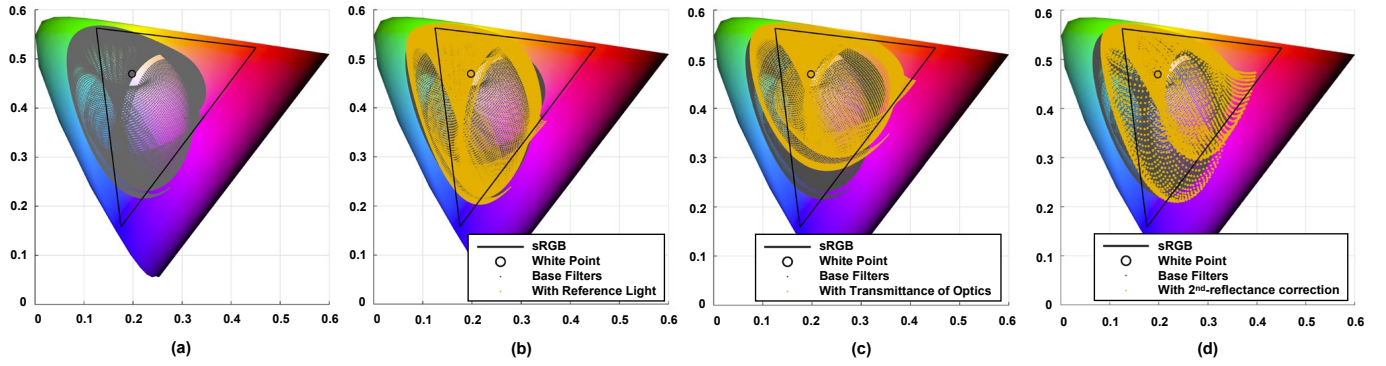 0.6
0.5
0.4
0.3
0.2
0.1
0
0 0.1 0.2 0.3 0.4 0.5 0.6
(a)
0.6
0.5
0.4
0.3
0.2
0.1
0
sRGB
White Point
Base Filters
With Reference Light
0 0.1 0.2 0.3 0.4 0.5 0.6
(b)
0.6
0.5
0.4
0.3
0.2
0.1
0
sRGB
White Point
Base Filters
With Transmittance of Optics
0 0.1 0.2 0.3 0.4 0.5 0.6
(c)
0.6
0.5
0.4
0.3
0.2
0.1
0
sRGB
White Point
Base Filters
With 2nd-reflectance correction
0 0.1 0.2 0.3 0.4 0.5 0.6
(d)